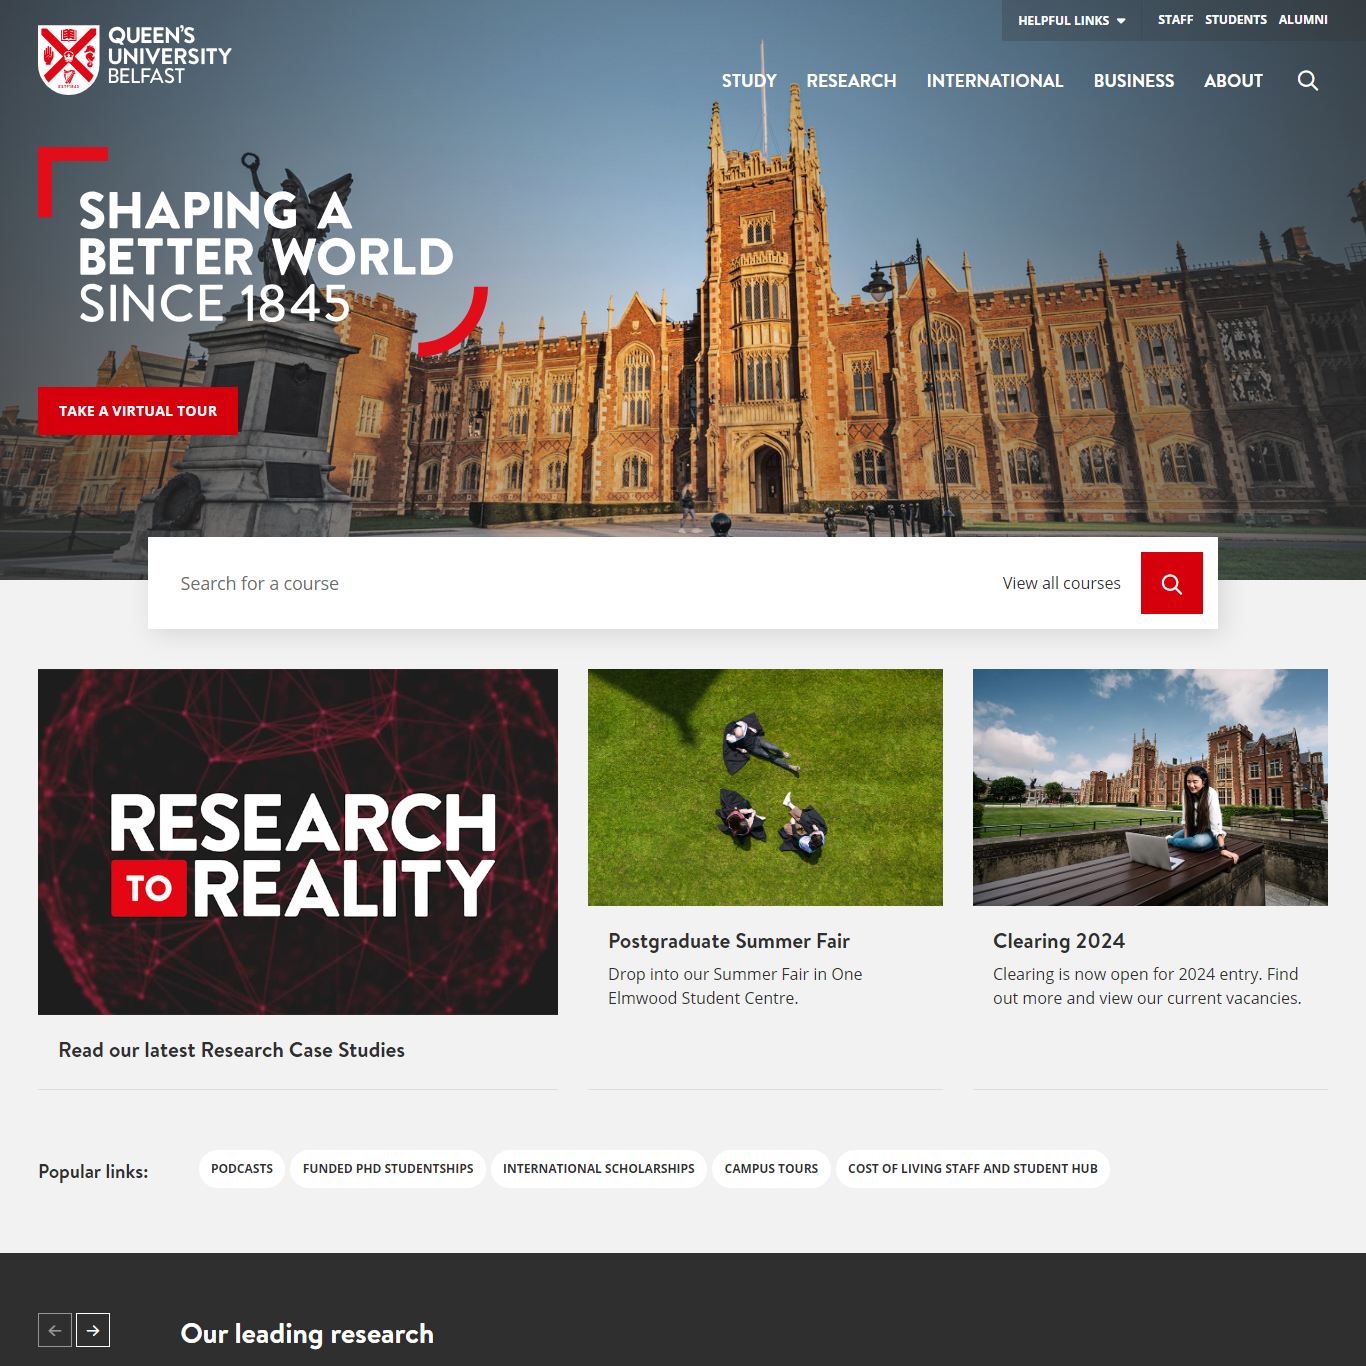 QUEEN'S
UNIVERSITY
BELFAST
ESTD 1845
HELPFUL LINKS
STAFF STUDENTS ALUMNI
STUDY RESEARCH INTERNATIONAL BUSINESS ABOUT
SHAPING A
BETTER WORLD
SINCE 1845
TAKE A VIRTUAL TOUR
Search for a course
View all courses
RESEARCH
TO REALITY
Read our latest Research Case Studies
Postgraduate Summer Fair
Drop into our Summer Fair in One
Elmwood Student Centre.
Clearing 2024
Clearing is now open for 2024 entry. Find
out more and view our current vacancies.
Popular links:
PODCASTS
FUNDED PHD STUDENTSHIPS
INTERNATIONAL SCHOLARSHIPS
CAMPUS TOURS
COST OF LIVING STAFF AND STUDENT HUB
Our leading research